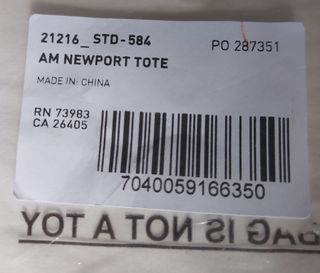 21216_ STD-584
PO 287351
AM NEWPORT TOTE
MADE IN: CHINA
RN 73983
CA 26405
7040059166350
BAG IS NOT A TOY